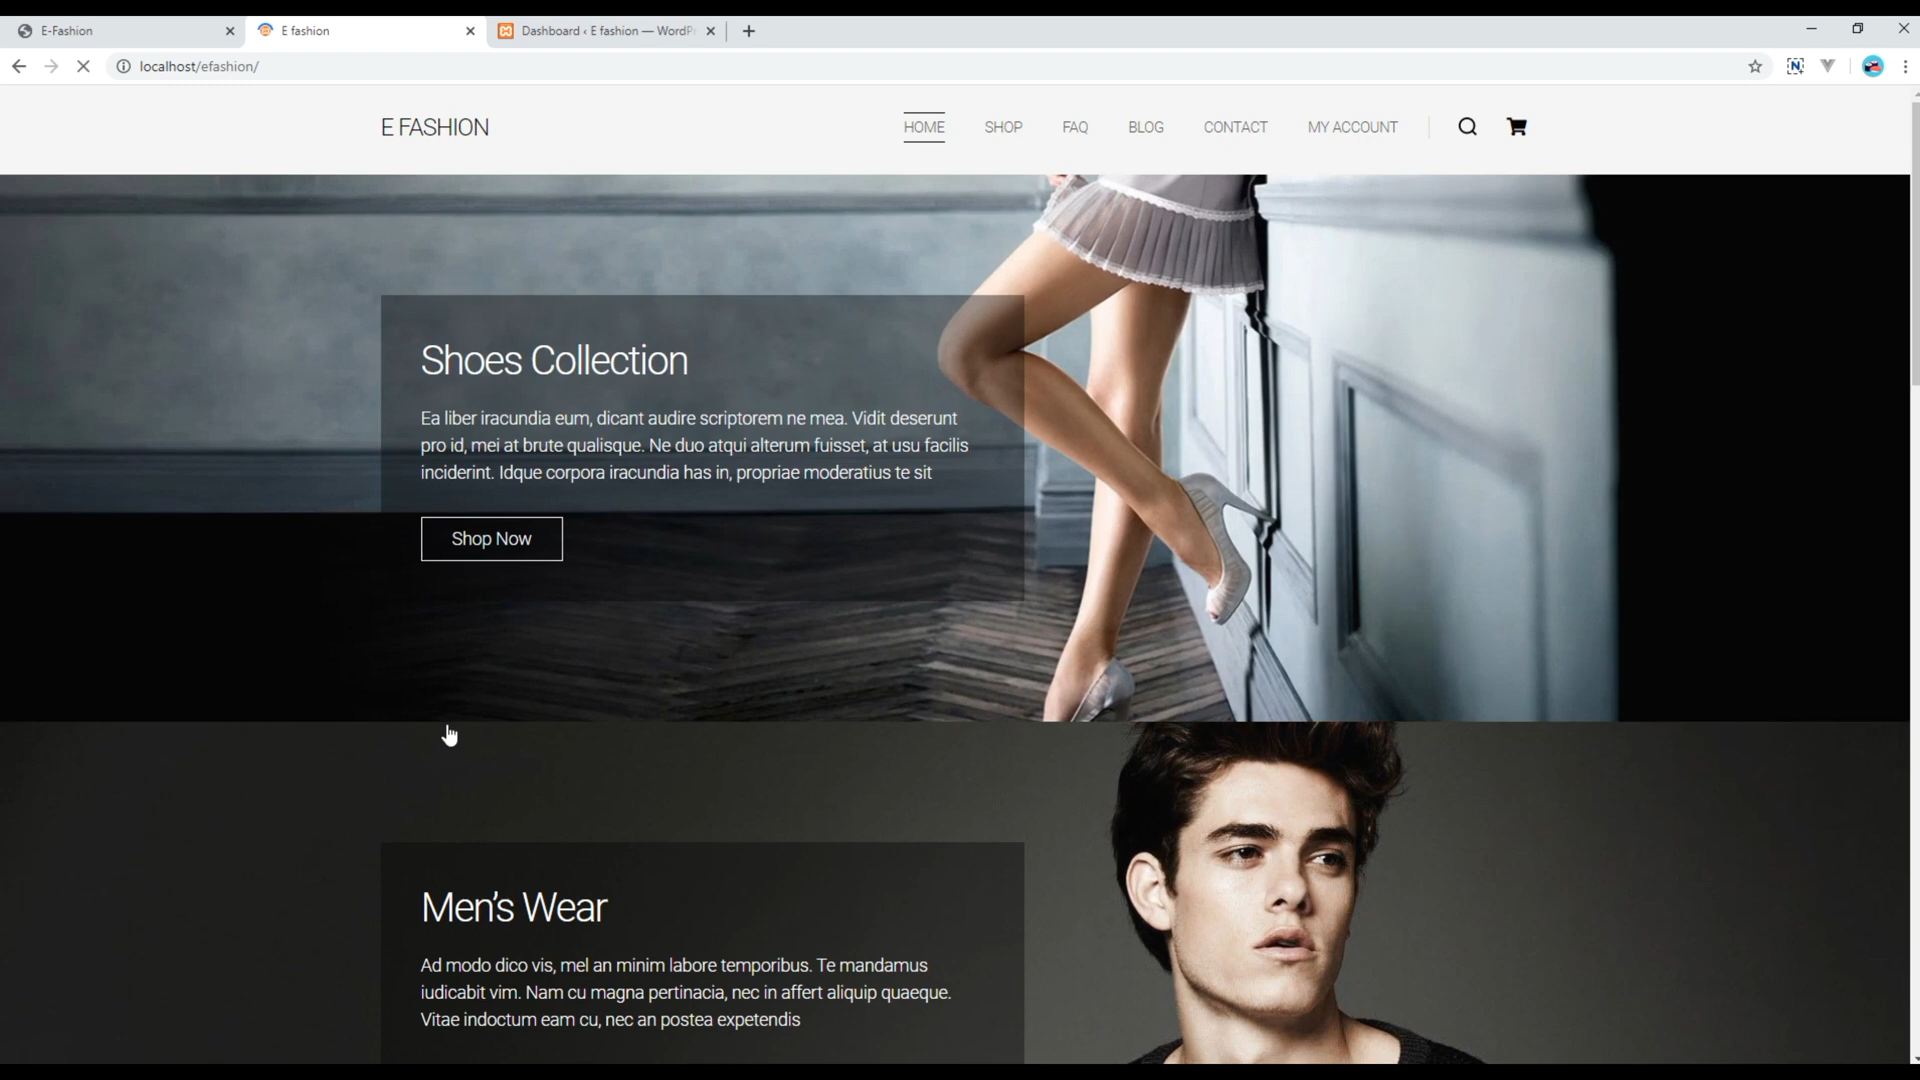 E-Fashion
E fashion
Dashboard ‹ E fashion — WordPr
localhost/efashion/
E FASHION
HOME
SHOP
FAQ
BLOG
CONTACT
MY ACCOUNT
Shoes Collection
Ea liber iracundia eum, dicant audire scriptorem ne mea. Vidit deserunt
pro id, mei at brute qualisque. Ne duo atqui alterum fuisset, at usu facilis
inciderint. Idque corpora iracundia has in, propriae moderatius te sit
Shop Now
Men’s Wear
Ad modo dico vis, mel an minim labore temporibus. Te mandamus
iudicabit vim. Nam cu magna pertinacia, nec in affert aliquip quaeque.
Vitae indoctum eam cu, nec an postea expetendis